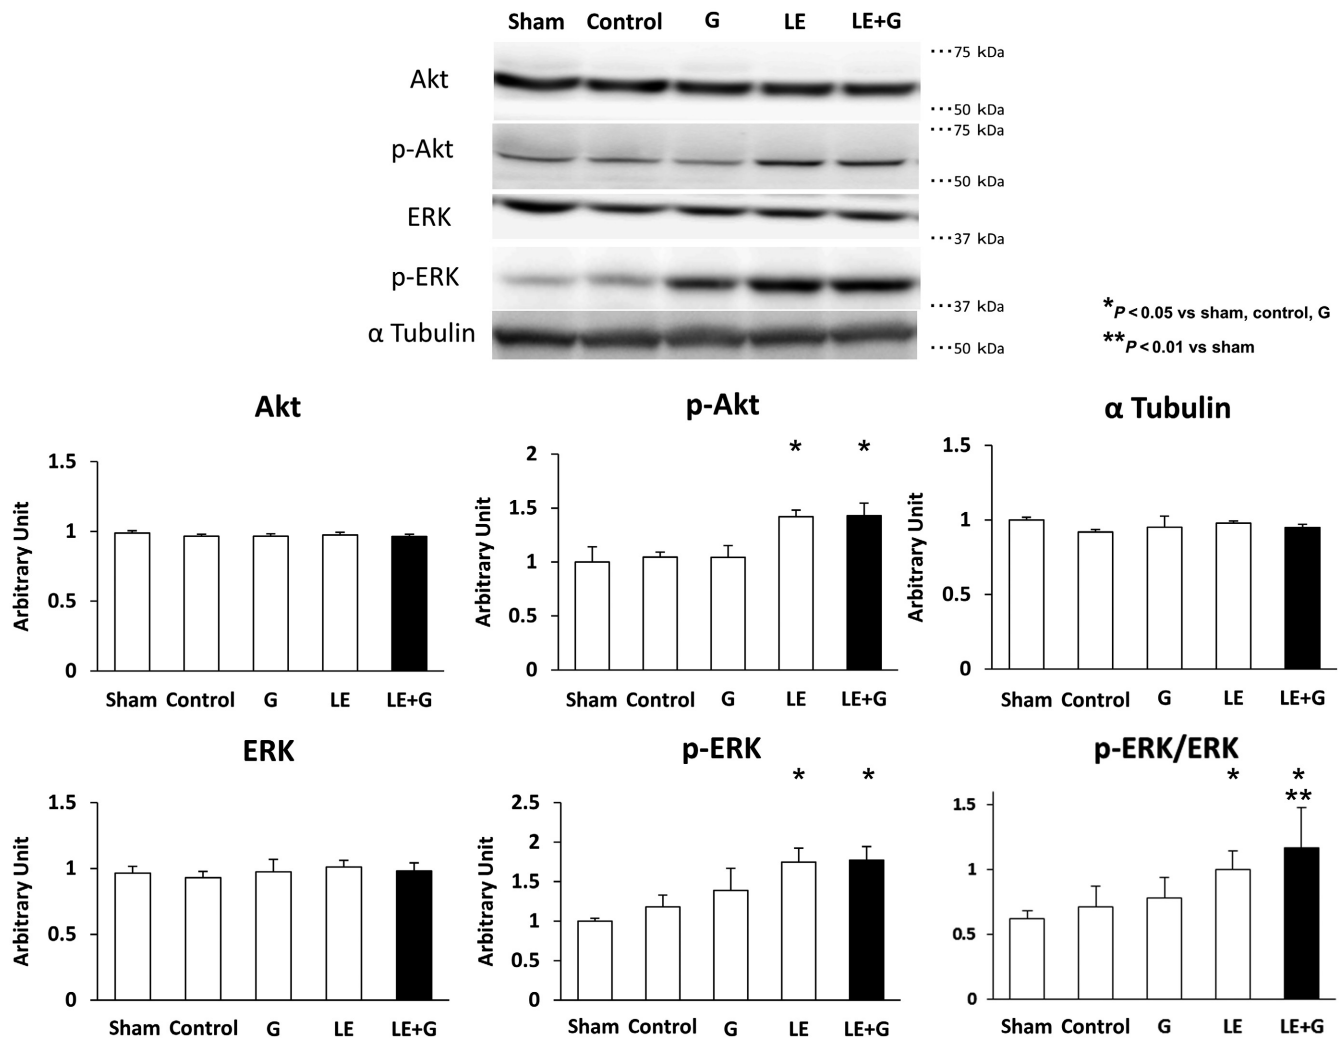 Sham Control G LE LE+G
Akt
···75 kDa
···50 kDa
p-Akt
···75 kDa
···50 kDa
ERK
···37 kDa
p-ERK
···37 kDa
α Tubulin
···50 kDa
*P < 0.05 vs sham, control, G
**P < 0.01 vs sham
Akt
Arbitrary Unit
1.5
1
0.5
0
Sham Control G LE LE+G
p-Akt
Arbitrary Unit
2
1.5
1
0.5
0
* *
Sham Control G LE LE+G
α Tubulin
Arbitrary Unit
1.5
1
0.5
0
Sham Control G LE LE+G
ERK
Arbitrary Unit
1.5
1
0.5
0
Sham Control G LE LE+G
p-ERK
Arbitrary Unit
2.5
2
1.5
1
0.5
0
* *
Sham Control G LE LE+G
p-ERK/ERK
1.5
1
0.5
0
* *
**
Sham Control G LE LE+G